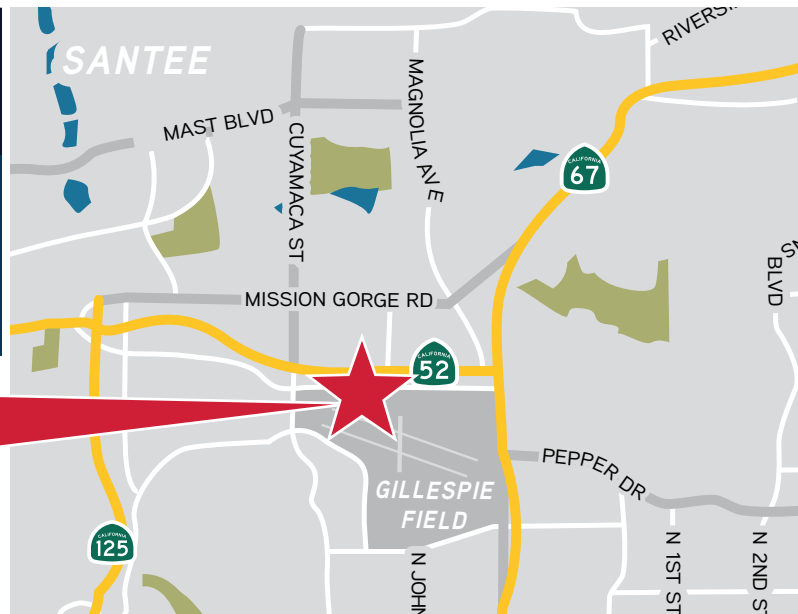 SANTEE
RIVERSI
MAST BLVD
CUYAMACA ST
MAGNOLIA AVE
CALIFORNIA
67
BLVD
MISSION GORGE RD
CALIFORNIA
52
PEPPER DR
GILLESPIE
FIELD
CALIFORNIA
125
N JOHN
N 1ST ST
N 2ND S